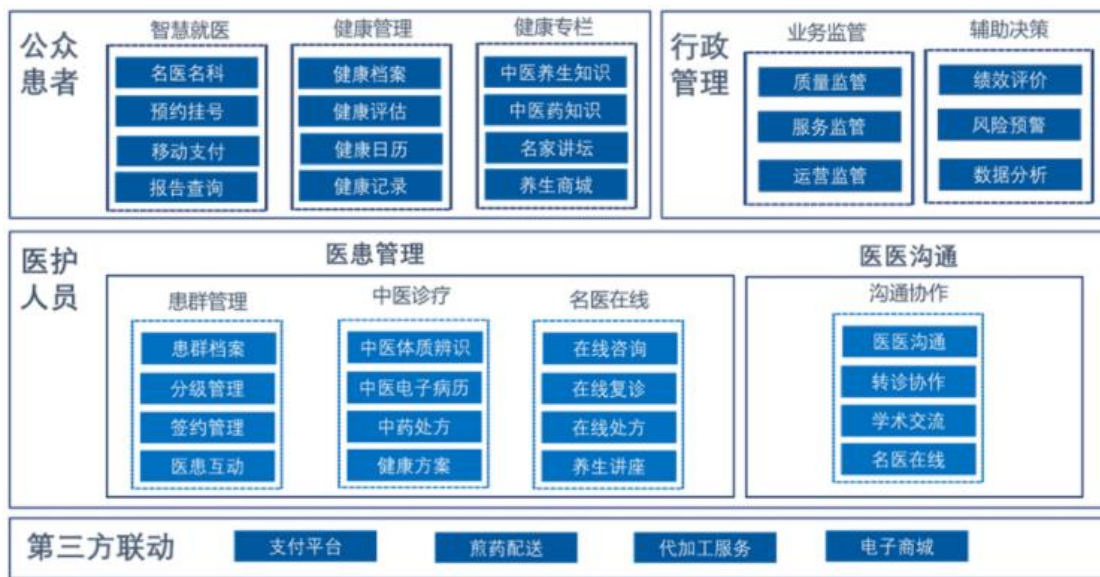 公众
患者
智慧就医
名医名科
预约挂号
移动支付
报告查询
健康管理
健康档案
健康评估
健康日历
健康记录
健康专栏
中医养生知识
中医药知识
名家讲坛
养生商城
行政
管理
业务监管
质量监管
服务监管
运营监管
辅助决策
绩效评价
风险预警
数据分析
医护
人员
医患管理
患群管理
患群档案
分级管理
签约管理
医患互动
中医诊疗
中医体质辨识
中医电子病历
中药处方
健康方案
名医在线
在线咨询
在线复诊
在线处方
养生讲座
医医沟通
沟通协作
医医沟通
转诊协作
学术交流
名医在线
第三方联动
支付平台
煎药配送
代加工服务
电子商城